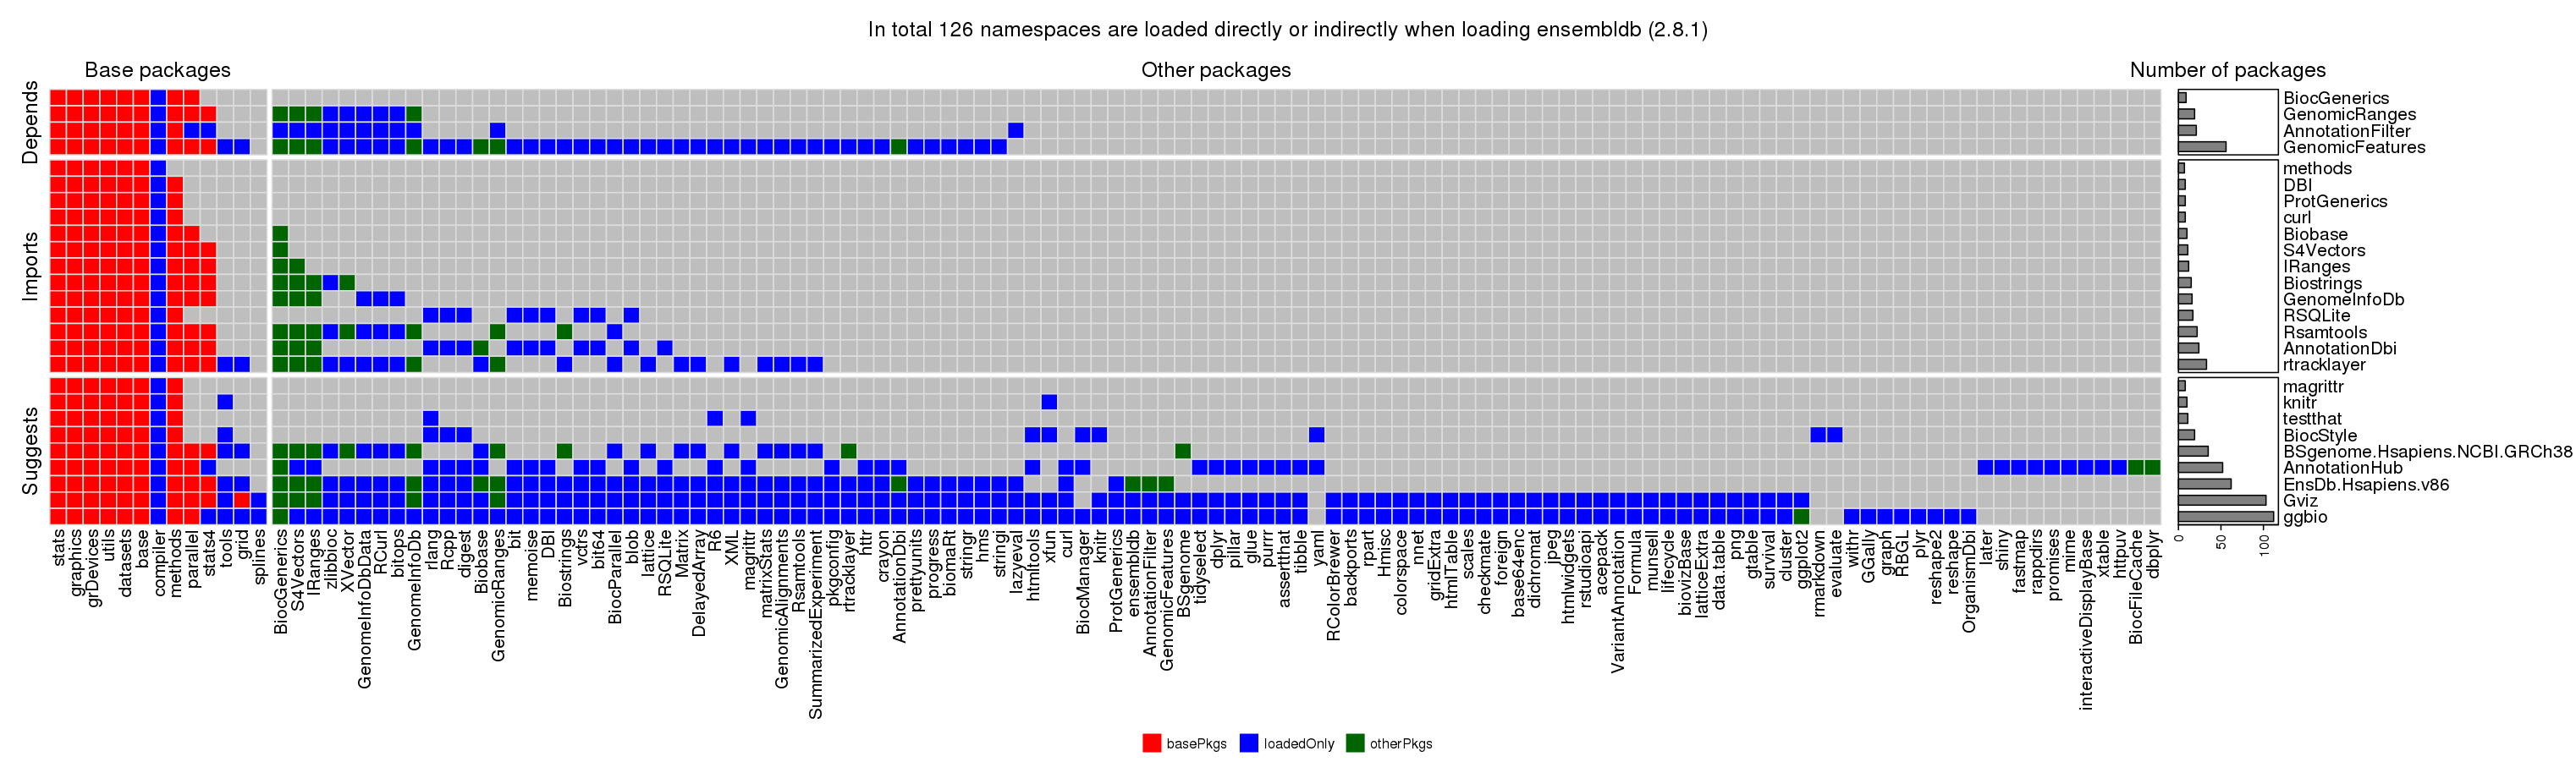 In total 126 namespaces are loaded directly or indirectly when loading ensembldb (2.8.1)
Base packages
Other packages
Number of packages
Depends
BiocGenerics
GenomicRanges
AnnotationFilter
GenomicFeatures
Imports
methods
DBI
ProtGenerics
curl
Biobase
S4Vectors
IRanges
Biostrings
GenomeInfoDb
RSQLite
Rsamtools
AnnotationDbi
rtracklayer
Suggests
magrittr
knitr
testthat
BiocStyle
BSgenome.Hsapiens.NCBI.GRCh38
AnnotationHub
EnsDb.Hsapiens.v86
Gviz
ggbio
stats
graphics
grDevices
utils
datasets
base
compiler
methods
parallel
stats4
tools
grid
splines
BiocGenerics
S4Vectors
IRanges
zlibbioc
XVector
GenomeInfoDbData
RCurl
bitops
GenomeInfoDb
rlang
Rcpp
digest
Biobase
GenomicRanges
bit
memoise
DBI
Biostrings
vctrs
bit64
BiocParallel
blob
lattice
RSQLite
Matrix
DelayedArray
R6
XML
magrittr
matrixStats
GenomicAlignments
Rsamtools
SummarizedExperiment
pkgconfig
rtracklayer
httr
crayon
AnnotationDbi
prettyunits
progress
biomaRt
stringr
hms
stringi
lazyeval
htmltools
xfun
curl
BiocManager
knitr
ProtGenerics
ensembldb
AnnotationFilter
GenomicFeatures
BSgenome
tidyselect
dplyr
pillar
glue
purrr
assertthat
tibble
yaml
RColorBrewer
backports
rpart
Hmisc
colorspace
nnet
gridExtra
htmlTable
scales
checkmate
foreign
base64enc
dichromat
jpeg
htmlwidgets
rstudioapi
acepack
VariantAnnotation
Formula
munsell
lifecycle
biovizBase
latticeExtra
data.table
png
gtable
survival
cluster
ggplot2
rmarkdown
evaluate
withr
GGally
graph
RBGL
plyr
reshape2
reshape
OrganismDbi
later
shiny
fastmap
rappdirs
promises
mime
interactiveDisplayBase
xtable
httpuv
BiocFileCache
dbplyr
0
50
100
basePkgs
loadedOnly
otherPkgs